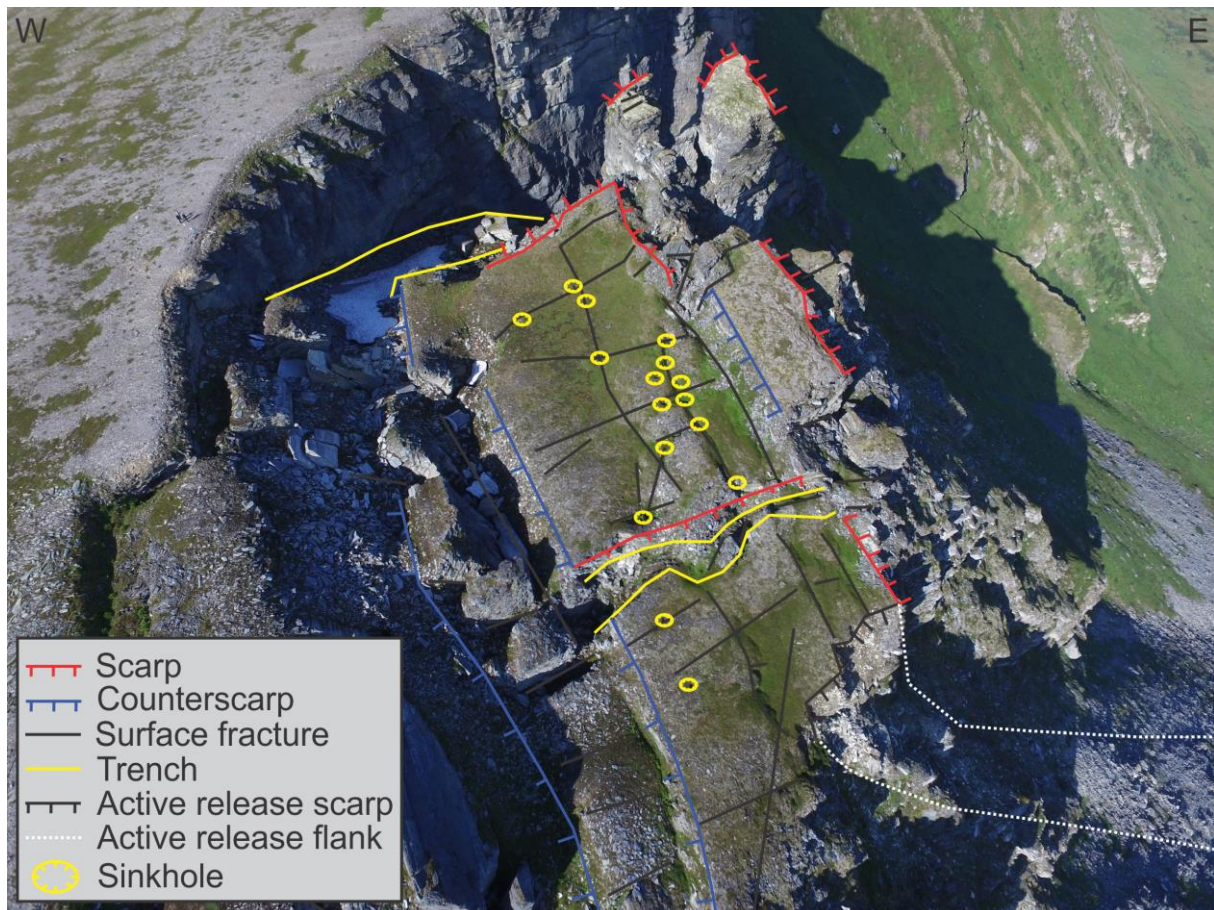 W
E
Scarp
Counterscarp
Surface fracture
Trench
Active release scarp
Active release flank
Sinkhole